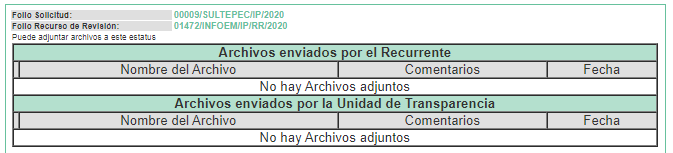 Folio Solicitud: 00009/SULTEPEC/IP/2020
Folio Recurso de Revisión: 01472/INFOEM/IP/RR/2020
Puede adjuntar archivos a este estatus
Archivos enviados por el Recurrente
Nombre del Archivo Comentarios Fecha
No hay Archivos adjuntos
Archivos enviados por la Unidad de Transparencia
Nombre del Archivo Comentarios Fecha
No hay Archivos adjuntos